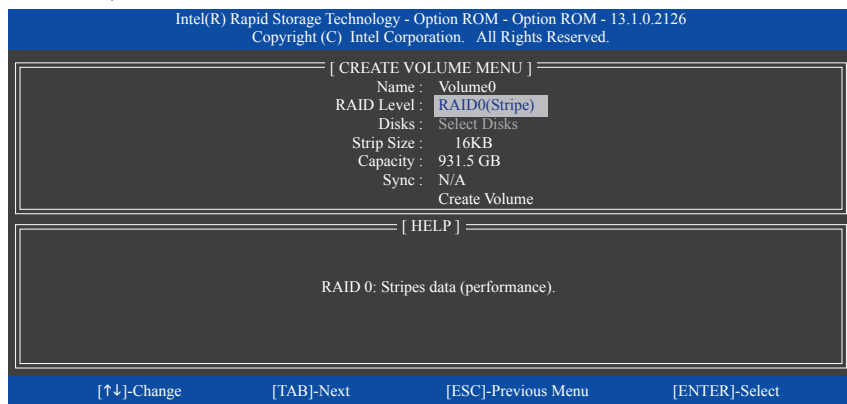 Intel(R) Rapid Storage Technology - Option ROM - Option ROM - 13.1.0.2126
Copyright (C) Intel Corporation. All Rights Reserved.
[ CREATE VOLUME MENU ]
Name : Volume0
RAID Level : RAID0(Stripe)
Disks : Select Disks
Strip Size : 16KB
Capacity : 931.5 GB
Sync : N/A
Create Volume
[ HELP ]
RAID 0: Stripes data (performance).
[↑↓]-Change [TAB]-Next [ESC]-Previous Menu [ENTER]-Select